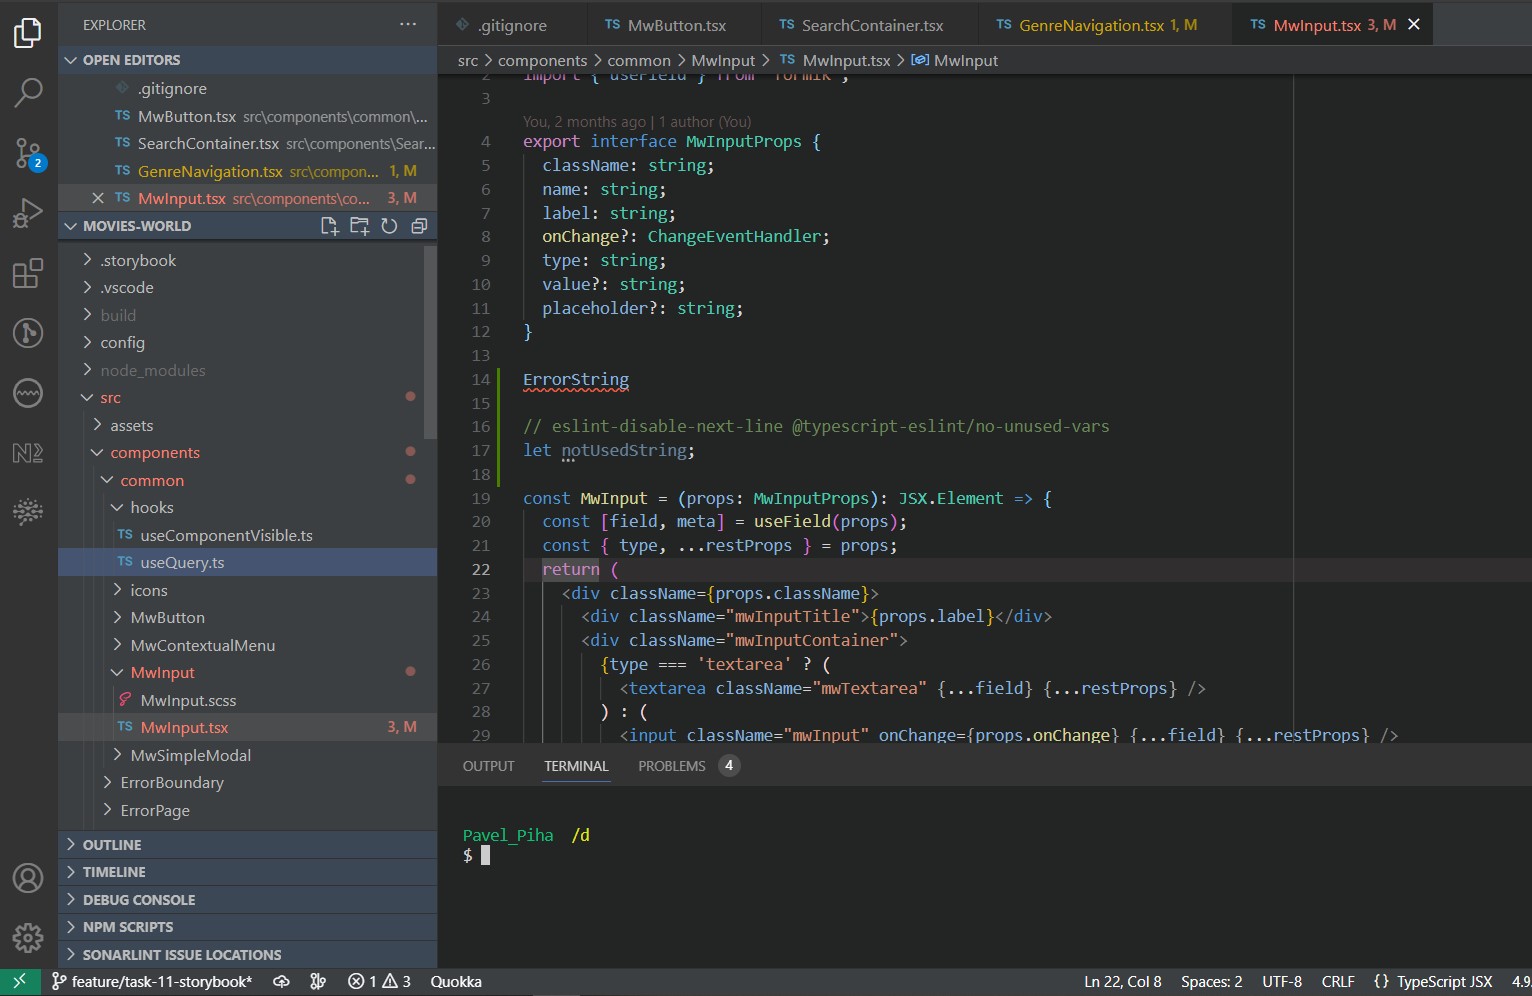 EXPLORER
OPEN EDITORS
.gitignore
MwButton.tsx src\components\common\...
SearchContainer.tsx src\components\Sear...
GenreNavigation.tsx src\compon... 1, M
MwInput.tsx src\components\co... 3, M
MOVIES-WORLD
.storybook
.vscode
build
config
node_modules
src
assets
components
common
hooks
TS useComponentVisible.ts
TS useQuery.ts
icons
MwButton
MwContextualMenu
MwInput
MwInput.scss
TS MwInput.tsx 3, M
MwSimpleModal
ErrorBoundary
ErrorPage
OUTLINE
TIMELINE
DEBUG CONSOLE
NPM SCRIPTS
SONARLINT ISSUE LOCATIONS
.gitignore TS MwButton.tsx TS SearchContainer.tsx TS GenreNavigation.tsx 1, M TS MwInput.tsx 3, M
src > components > common > MwInput > TS MwInput.tsx > MwInput
2 import { useField } from 'formik';
3
You, 2 months ago | 1 author (You)
4 export interface MwInputProps {
5 className: string;
6 name: string;
7 label: string;
8 onChange?: ChangeEventHandler;
9 type: string;
10 value?: string;
11 placeholder?: string;
12 }
13
14 ErrorString
15
16 // eslint-disable-next-line @typescript-eslint/no-unused-vars
17 let notUsedString;
18
19 const MwInput = (props: MwInputProps): JSX.Element => {
20 const [field, meta] = useField(props);
21 const { type, ...restProps } = props;
22 return (
23 <div className={props.className}>
24 <div className="mwInputTitle">{props.label}</div>
25 <div className="mwInputContainer">
26 {type === 'textarea' ? (
27 <textarea className="mwTextarea" {...field} {...restProps} />
28 ) : (
29 <input className="mwInput" onChange={props.onChange} {...field} {...restProps} />
OUTPUT TERMINAL PROBLEMS 4
Pavel_Piha /d
$
2
feature/task-11-storybook* 1 3 Quokka Ln 22, Col 8 Spaces: 2 UTF-8 CRLF {} TypeScript JSX 4.9